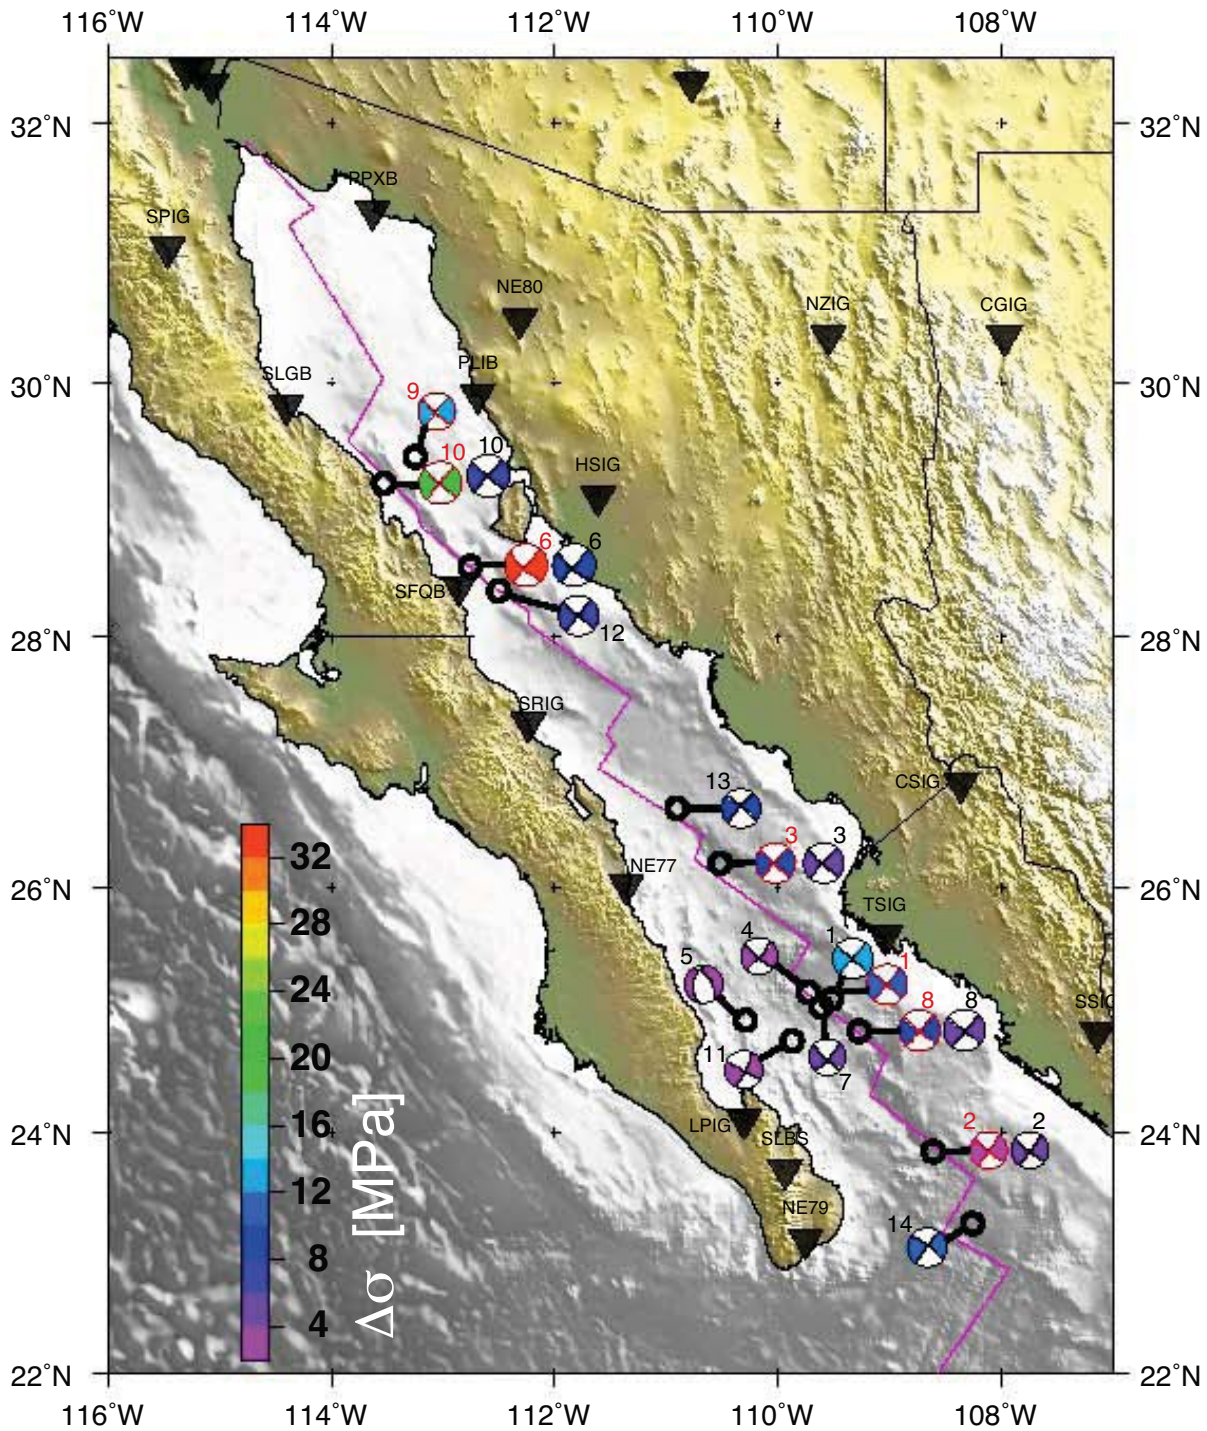 116°W 114°W 112°W 110°W 108°W
32°N 32°N
PPXB
SPIG
NE80
NZIG CGIG
30°N 30°N
PLIB
SLGB
9
10 10
HSIG
6 6
SFQB
12
28°N 28°N
SRIG
13
CSIG
3 3
32
NE77
26°N 26°N
TSIG
28
4 1
5 1
24
8 8
SSIG
20
11 7
16
LPIG
24°N 24°N
SLBS
2 2
12
NE79
14
8
4
Δσ [MPa]
22°N 22°N
116°W 114°W 112°W 110°W 108°W